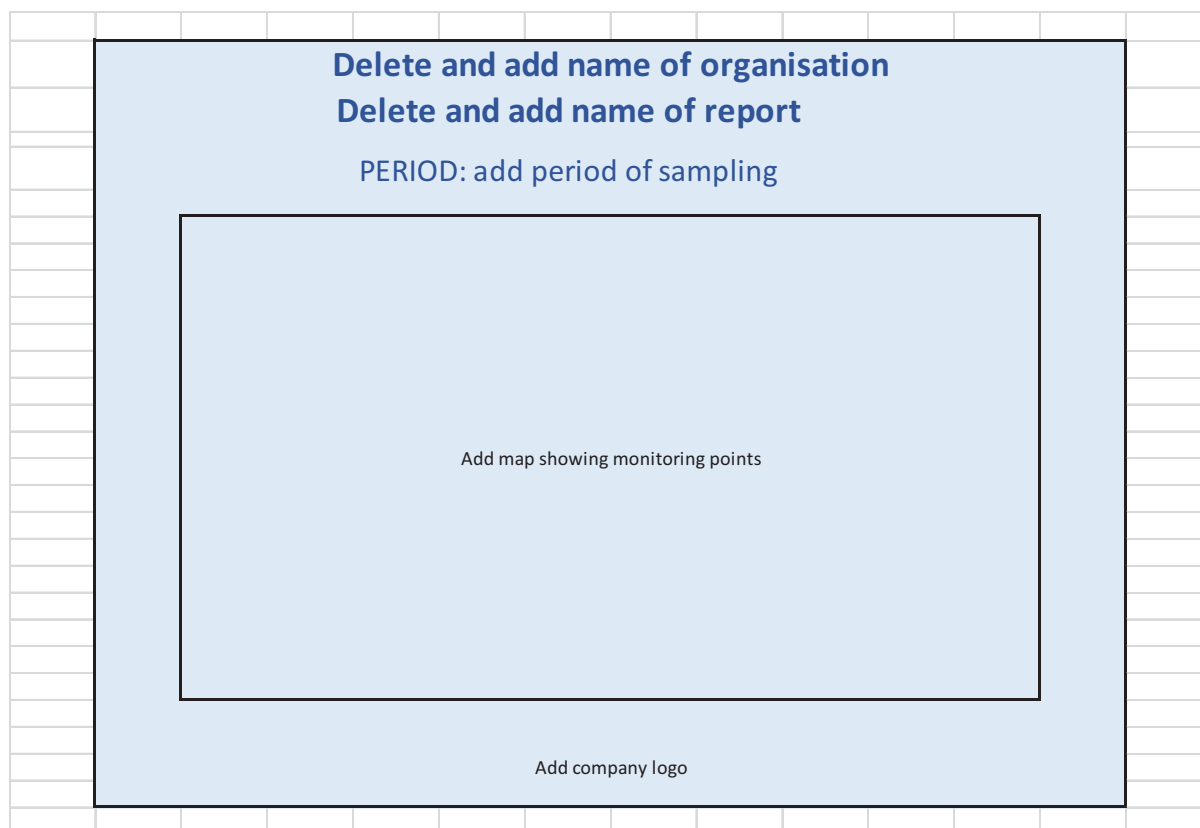 Delete and add name of organisation
Delete and add name of report
PERIOD: add period of sampling
Add map showing monitoring points
Add company logo